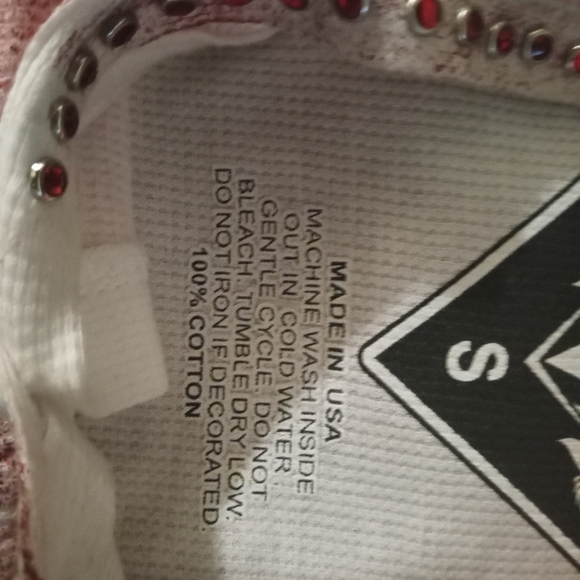 S
MADE IN USA
MACHINE WASH INSIDE
OUT IN COLD WATER.
GENTLE CYCLE. DO NOT
BLEACH. TUMBLE DRY LOW.
DO NOT IRON IF DECORATED.
100% COTTON